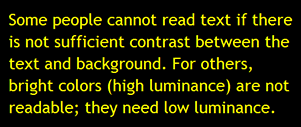 Some people cannot read text if there
is not sufficient contrast between the
text and background. For others,
bright colors (high luminance) are not
readable; they need low luminance.